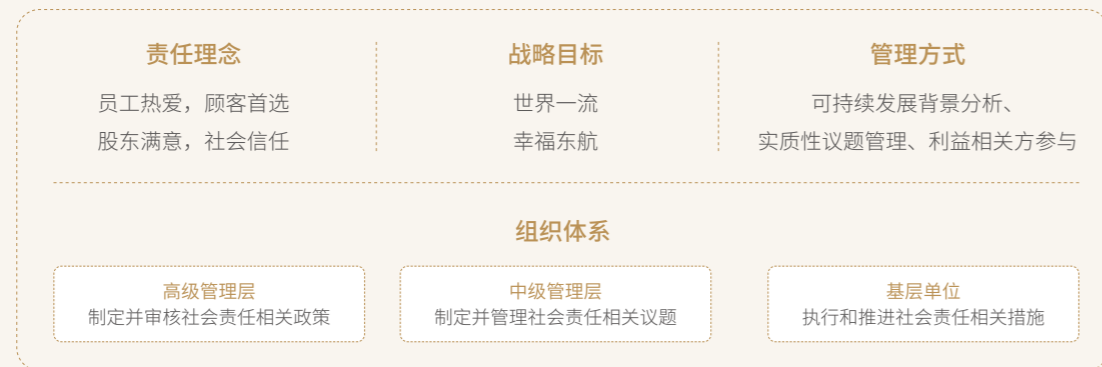 责任理念
员工热爱，顾客首选
股东满意，社会信任
战略目标
世界一流
幸福东航
管理方式
可持续发展背景分析、
实质性议题管理、利益相关方参与
组织体系
高级管理层
制定并审核社会责任相关政策
中级管理层
制定并管理社会责任相关议题
基层单位
执行和推进社会责任相关措施